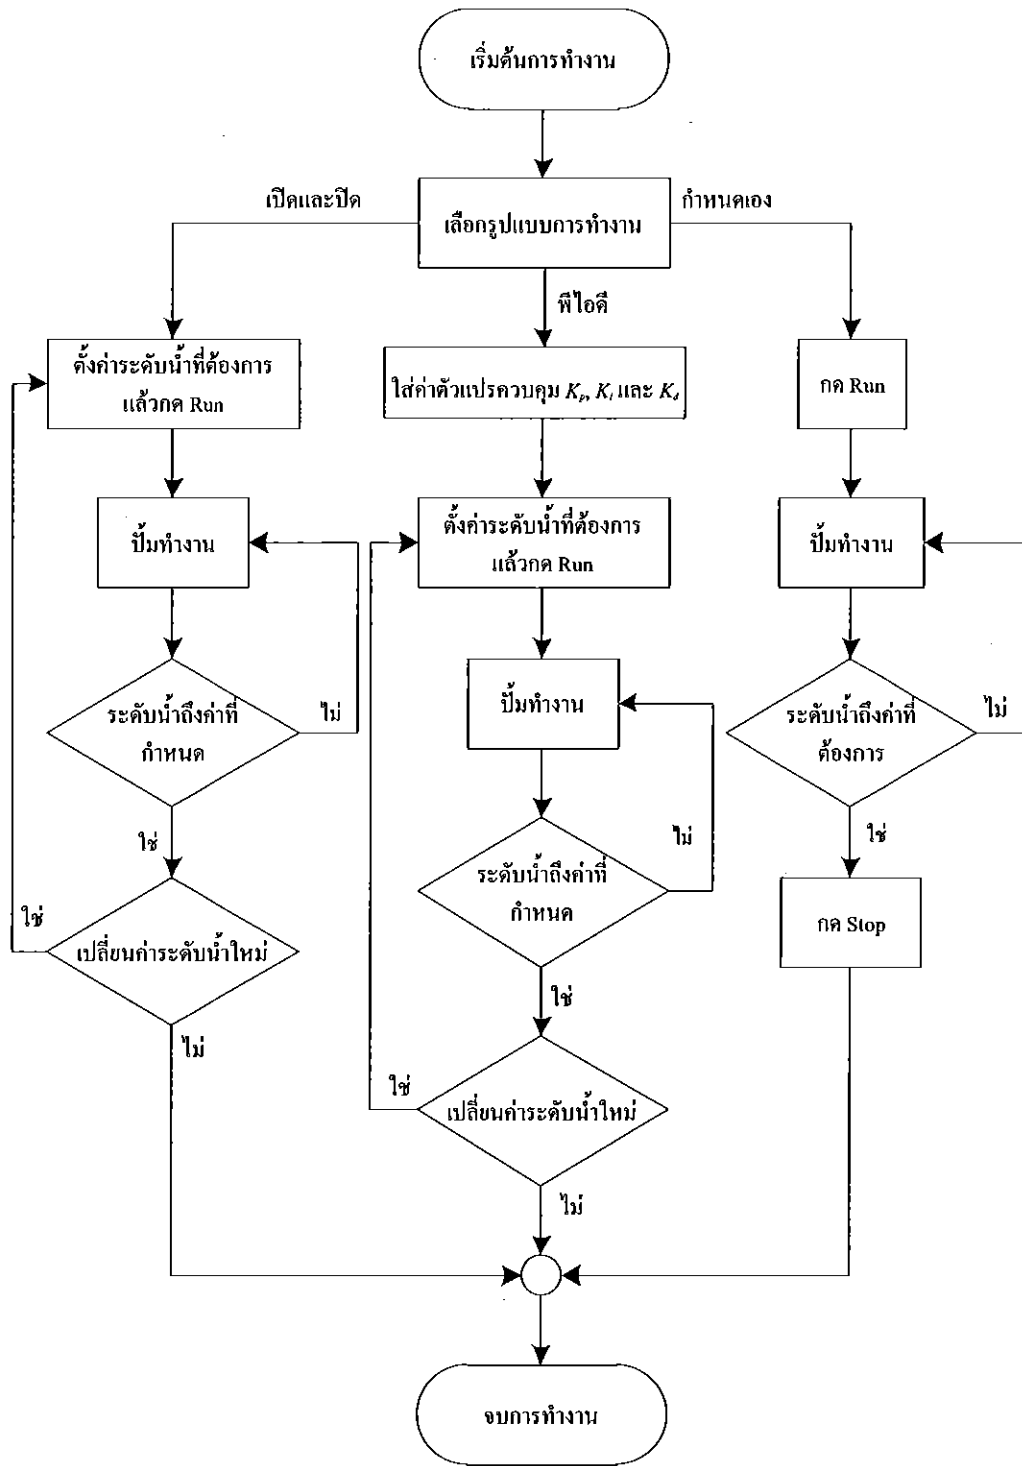 เริ่มต้นการทำงาน
เปิดและปิด
เลือกรูปแบบการทำงาน
กำหนดเอง
พีไอดี
ตั้งค่าระดับน้ำที่ต้องการ
แล้วกด Run
ปั้มทำงาน
ระดับน้ำถึงค่าที่
กำหนด
ไม่
ใช่
เปลี่ยนค่าระดับน้ำใหม่
ใช่
ไม่
ใส่ค่าตัวแปรควบคุม Kp, Ki และ Kd
ตั้งค่าระดับน้ำที่ต้องการ
แล้วกด Run
ปั้มทำงาน
ระดับน้ำถึงค่าที่
กำหนด
ไม่
ใช่
เปลี่ยนค่าระดับน้ำใหม่
ใช่
ไม่
กด Run
ปั้มทำงาน
ระดับน้ำถึงค่าที่
ต้องการ
ไม่
ใช่
กด Stop
จบการทำงาน